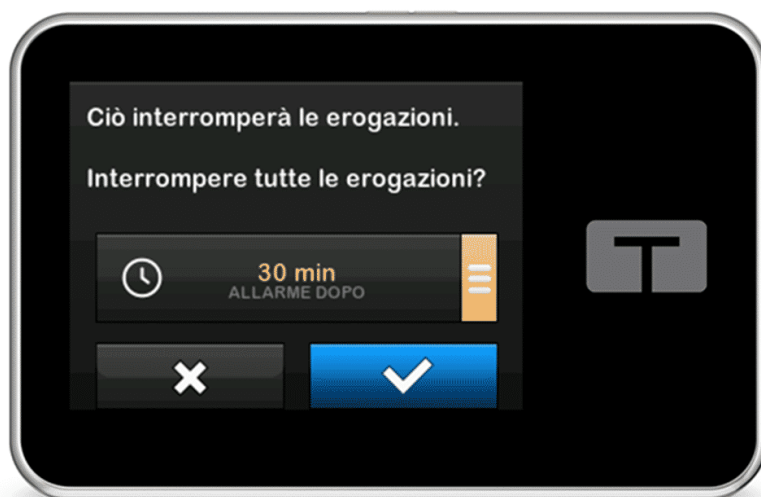 Ciò interromperà le erogazioni.
Interrompere tutte le erogazioni?
30 min
ALLARME DOPO